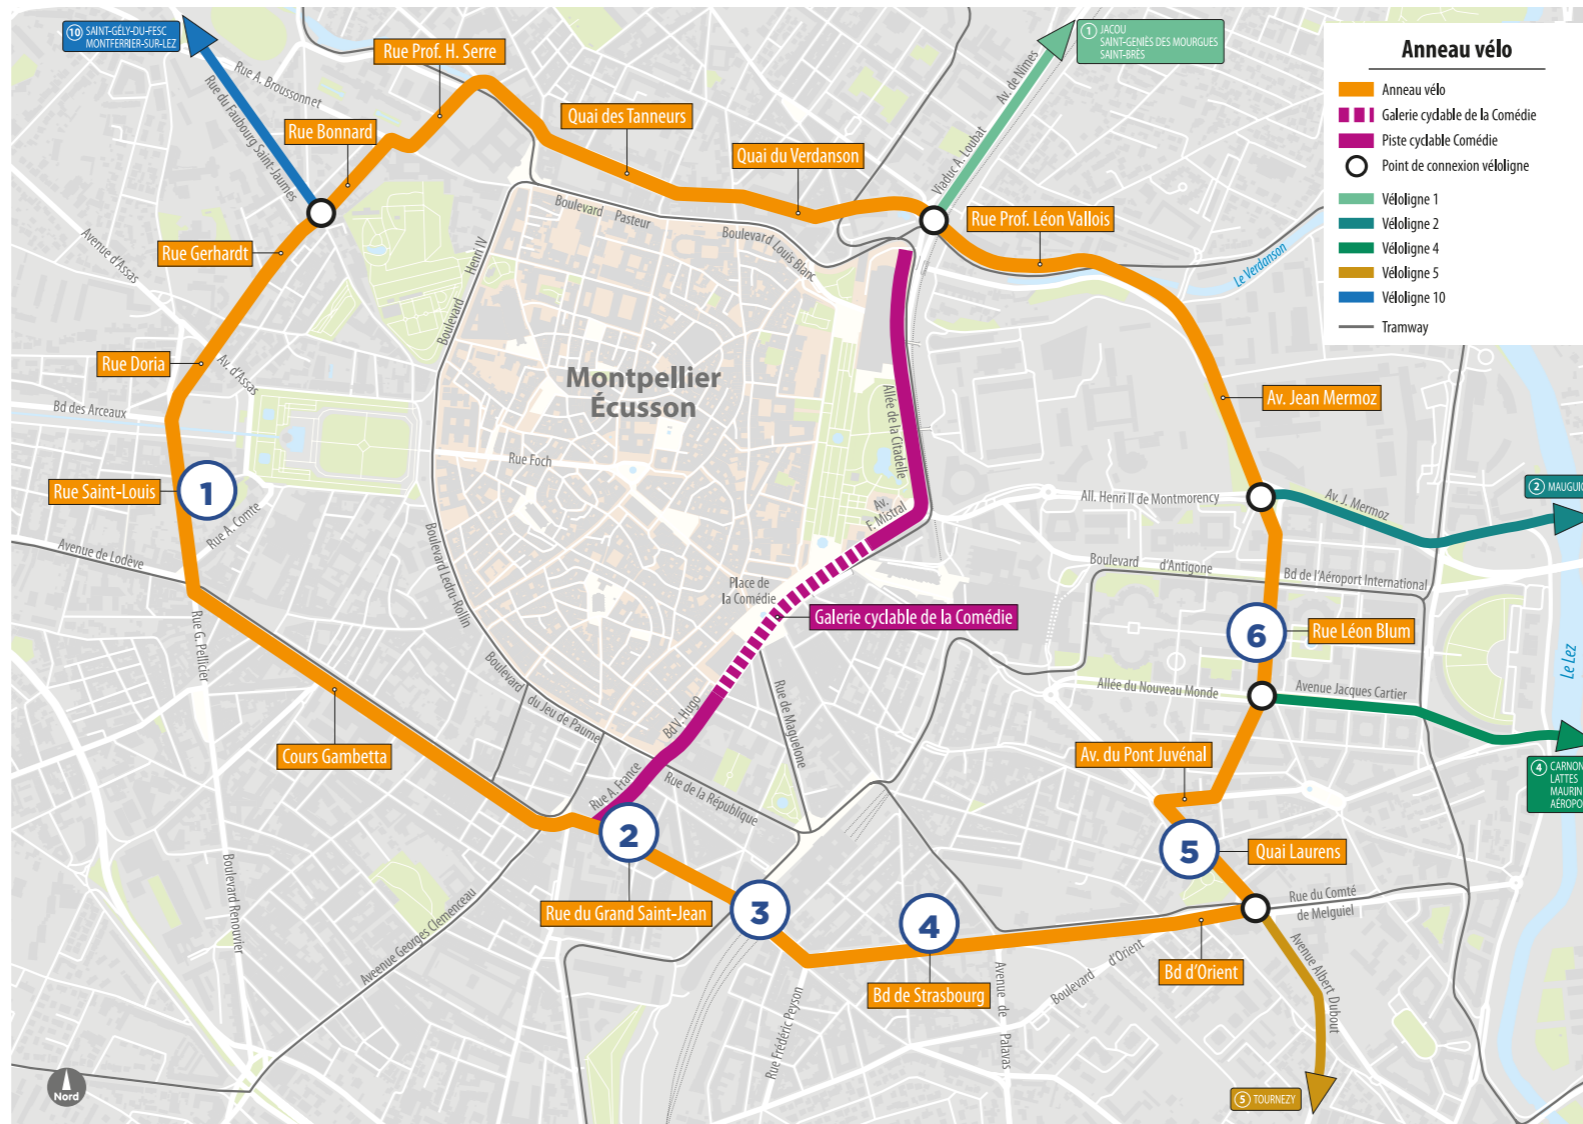 10 SAINT-GÉLY-DU-FESC
MONTFERRIER-SUR-LEZ
1 JACOU
SAINT-GENIÈS DES MOURGUES
SAINT-BRÈS
Anneau vélo
Anneau vélo
Galerie cyclable de la Comédie
Piste cyclable Comédie
Point de connexion véloligne
Véloligne 1
Véloligne 2
Véloligne 4
Véloligne 5
Véloligne 10
Tramway
Rue Prof. H. Serre
Rue A. Broussonnet
Rue du Faubourg Saint-Jaumes
Rue Bonnard
Quai des Tanneurs
Quai du Verdanson
Av. de Nîmes
Viaduc A. Loubat
Rue Prof. Léon Vallois
Le Verdanson
Boulevard Pasteur
Boulevard Louis Blanc
Boulevard Henri IV
Avenue d'Assas
Rue Gerhardt
Rue Doria
Av. d'Assas
Bd des Arceaux
Montpellier
Écusson
Allée de la Citadelle
Av. Jean Mermoz
Rue Foch
Rue Saint-Louis
1
Rue A. Comte
Av.
F. Mistral
All. Henri II de Montmorency
Av. J. Mermoz
2 MAUGUIO
Avenue de Lodève
Boulevard Ledru-Rollin
Boulevard d'Antigone
Bd de l'Aéroport International
Place de
la Comédie
Galerie cyclable de la Comédie
6
Rue Léon Blum
Le Lez
Rue G. Pellicier
Boulevard du Jeu de Paume
Bd V. Hugo
Rue de Maguelone
Allée du Nouveau Monde
Avenue Jacques Cartier
Cours Gambetta
Av. du Pont Juvénal
4 CARNON
LATTES
MAURIN
AÉROPO
Rue A. France
Rue de la République
2
5
Quai Laurens
Boulevard Renouvier
Aveenue Georges Clemenceau
Rue du Grand Saint-Jean
3
4
Rue du Comté
de Melguiel
Bd d'Orient
Boulevard d'Orient
Bd de Strasbourg
Avenue de Palavas
Rue Frédéric Peyson
Avenue Albert Dubout
5 TOURNEZY
Nord